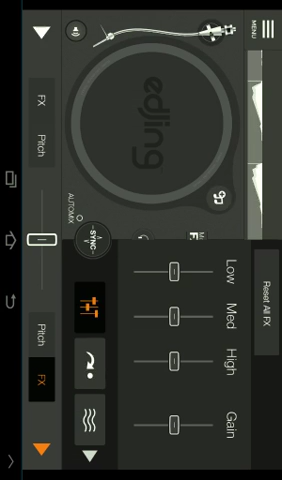 MENU
edjing
AUTOMIX
SYNC
FX
Pitch
Pitch
FX
Reset All FX
Low
Med
High
Gain